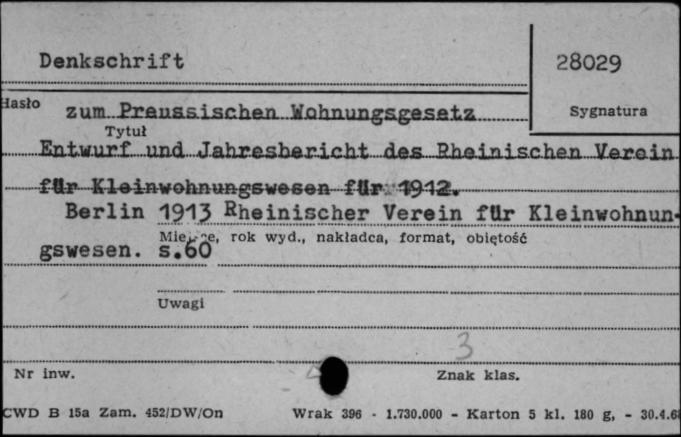 Denkschrift
28029
Hasło
Sygnatura
zum Preussischen Wohnungsgesetz
Tytuł
Entwurf und Jahresbericht des Rheinischen Verein
für Kleinwohnungswesen für 1912.
Berlin 1913 Rheinischer Verein für Kleinwohnun-
Miejsce, rok wyd., nakładca, format, obiętość
gswesen. s.60
Uwagi
3
Nr inw.
Znak klas.
CWD B 15a Zam. 452/DW/On Wrak 396 - 1.730.000 - Karton 5 kl. 180 g, - 30.4.6